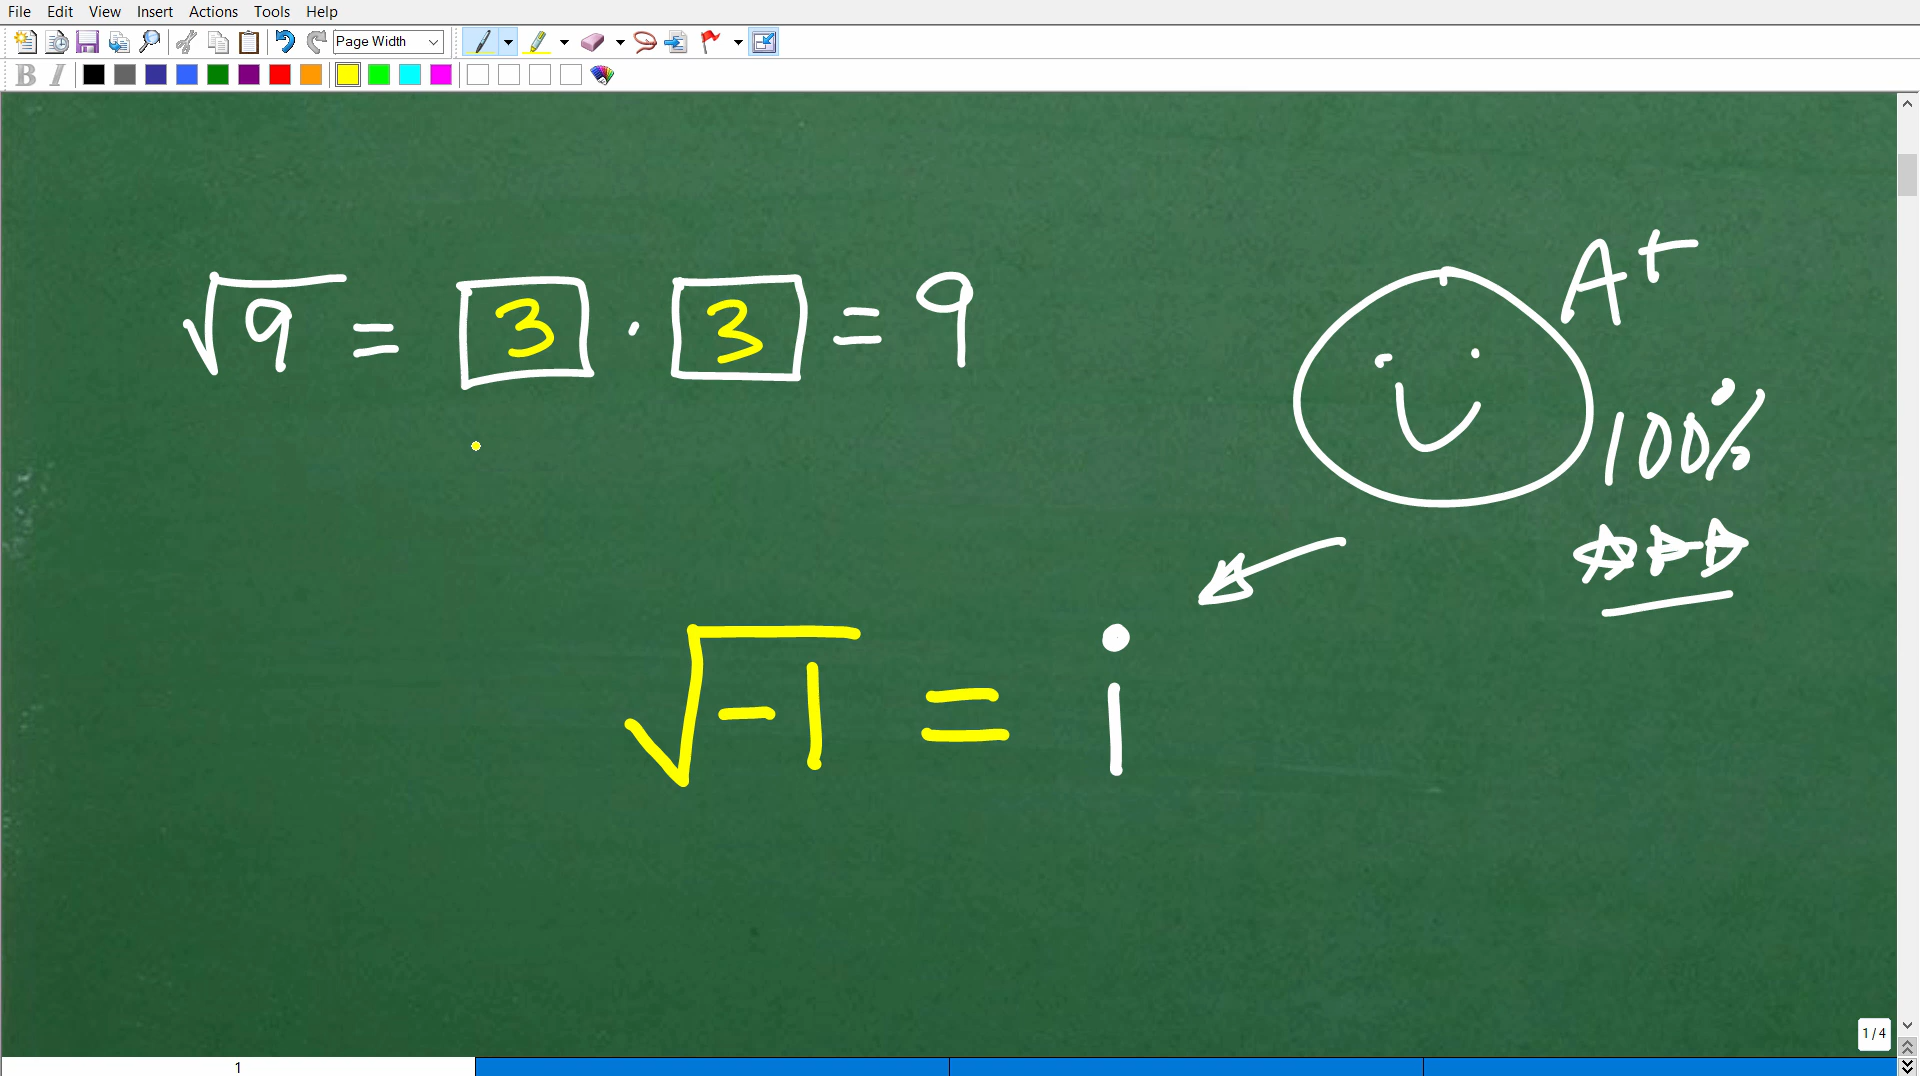 File Edit View Insert Actions Tools Help
Page Width
B I
√9 = 3 · 3 = 9
A+
100%
√-1 = i
1 / 4
1